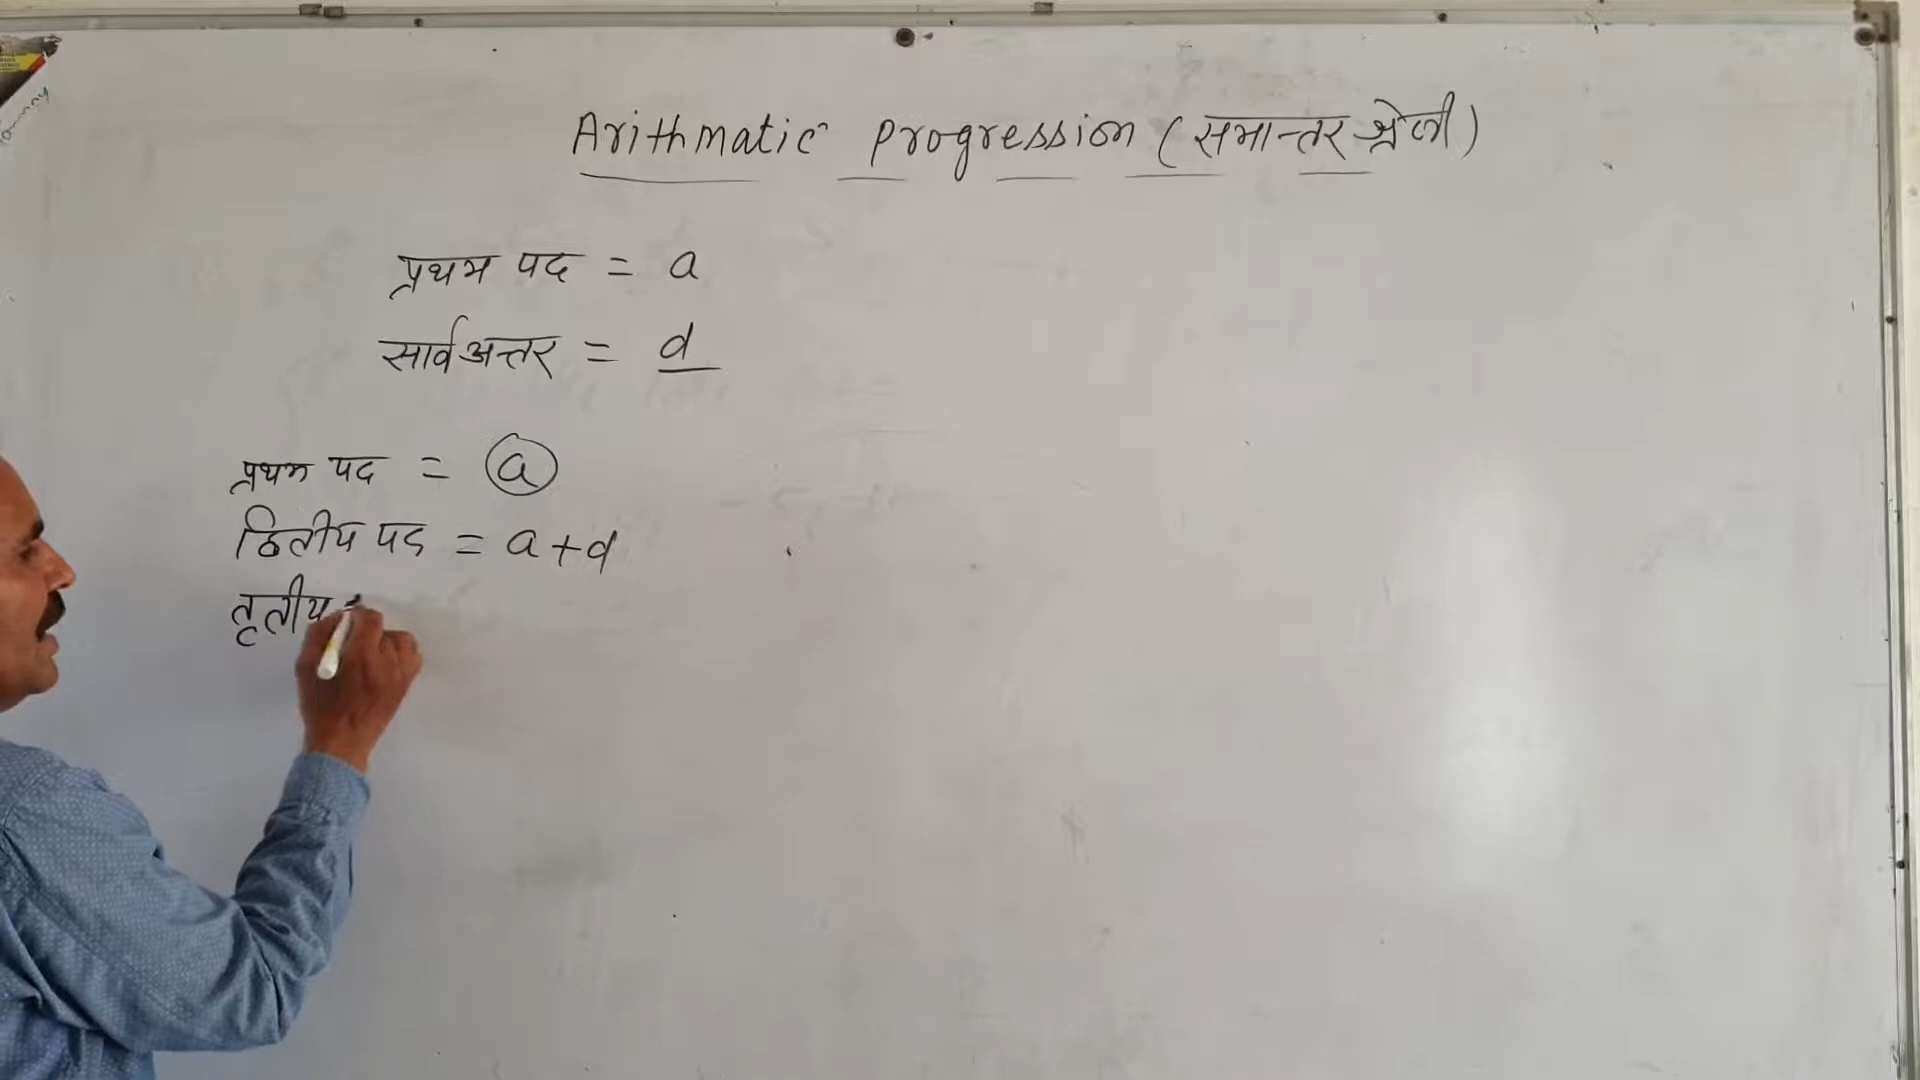 Arithmatic Progression (समान्तर श्रेणी)
प्रथम पद = a
सार्वअन्तर = d
प्रथम पद = a
द्वितीय पद = a+d
तृतीय